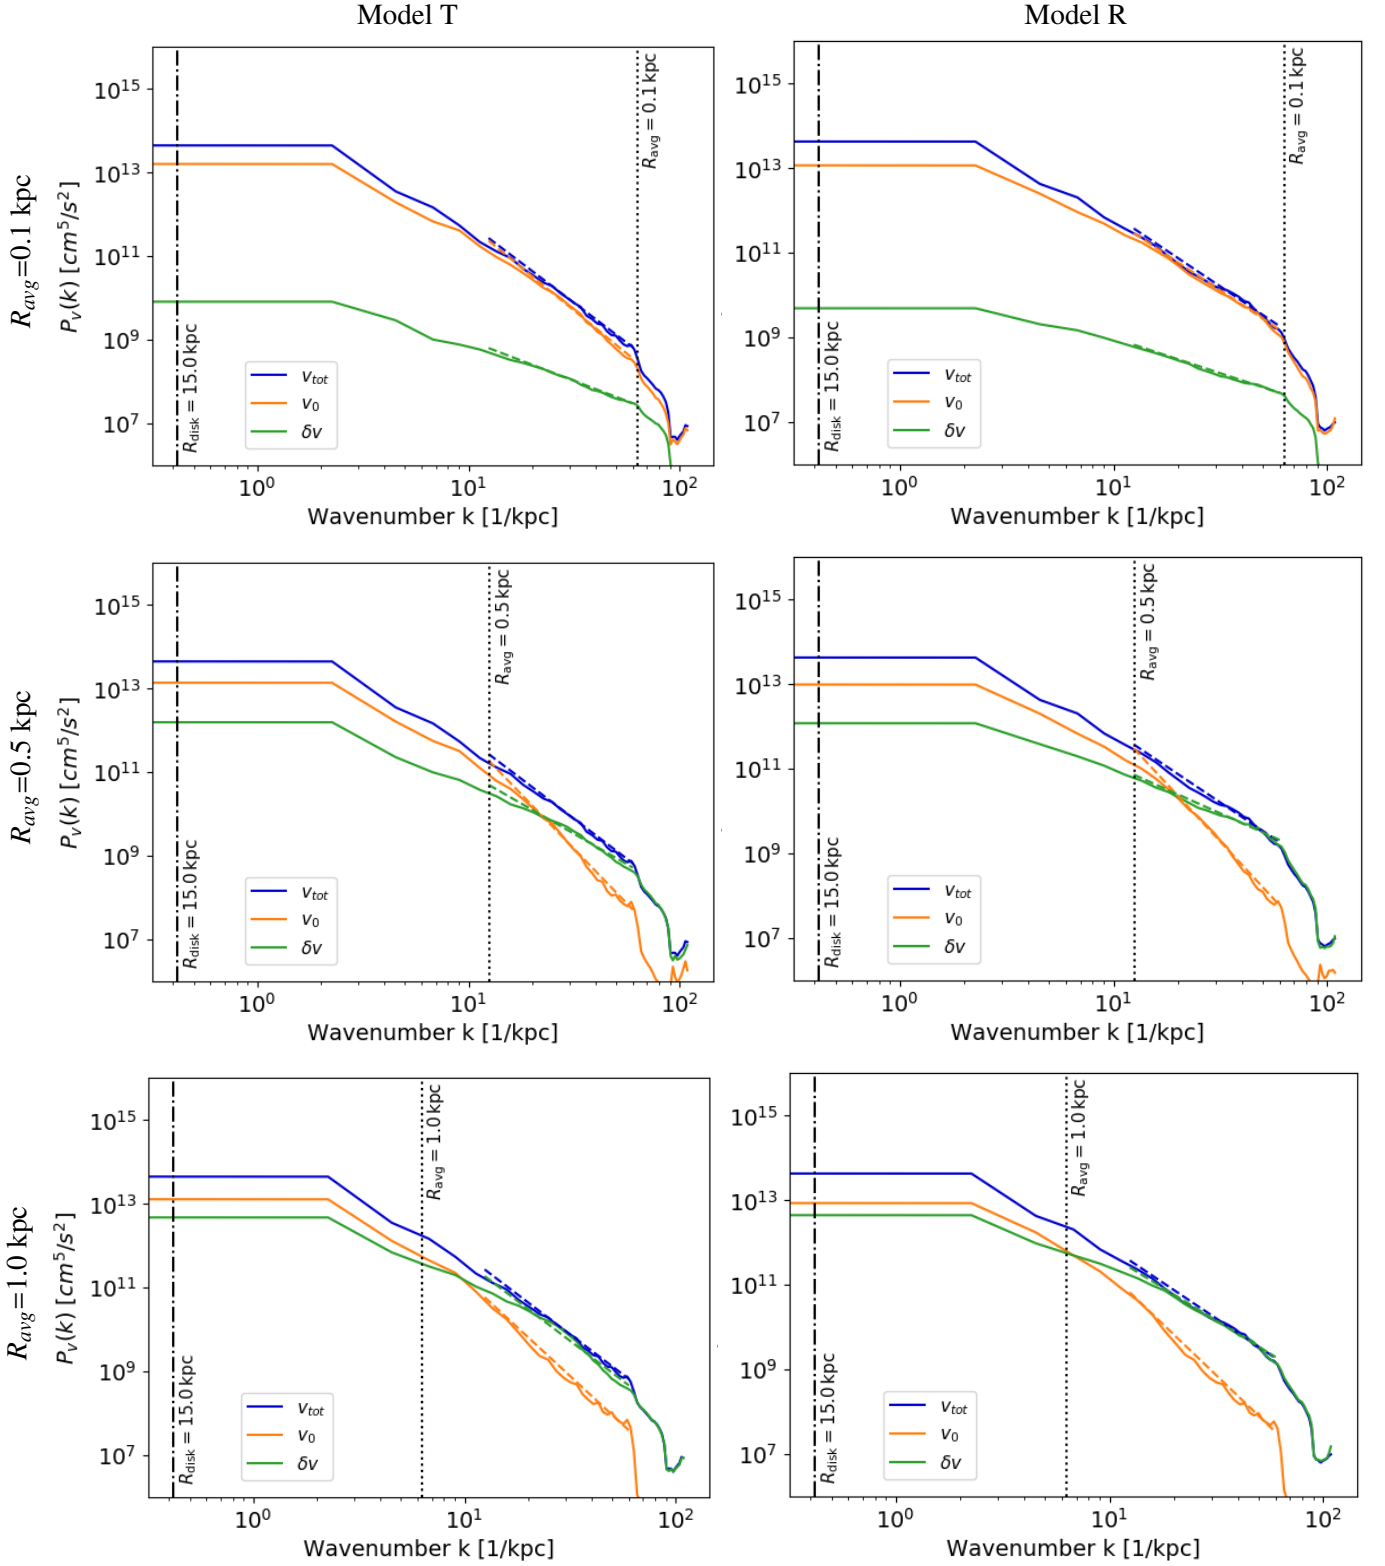 Model T
Model R
R_avg=0.1 kpc
P_v(k) [cm^5/s^2]
10^15
10^13
10^11
10^9
10^7
R_disk = 15.0 kpc
R_avg = 0.1 kpc
v_tot
v_0
δv
10^0
10^1
10^2
Wavenumber k [1/kpc]
10^15
10^13
10^11
10^9
10^7
R_disk = 15.0 kpc
R_avg = 0.1 kpc
v_tot
v_0
δv
10^0
10^1
10^2
Wavenumber k [1/kpc]
R_avg=0.5 kpc
P_v(k) [cm^5/s^2]
10^15
10^13
10^11
10^9
10^7
R_disk = 15.0 kpc
R_avg = 0.5 kpc
v_tot
v_0
δv
10^0
10^1
10^2
Wavenumber k [1/kpc]
10^15
10^13
10^11
10^9
10^7
R_disk = 15.0 kpc
R_avg = 0.5 kpc
v_tot
v_0
δv
10^0
10^1
10^2
Wavenumber k [1/kpc]
R_avg=1.0 kpc
P_v(k) [cm^5/s^2]
10^15
10^13
10^11
10^9
10^7
R_disk = 15.0 kpc
R_avg = 1.0 kpc
v_tot
v_0
δv
10^0
10^1
10^2
Wavenumber k [1/kpc]
10^15
10^13
10^11
10^9
10^7
R_disk = 15.0 kpc
R_avg = 1.0 kpc
v_tot
v_0
δv
10^0
10^1
10^2
Wavenumber k [1/kpc]